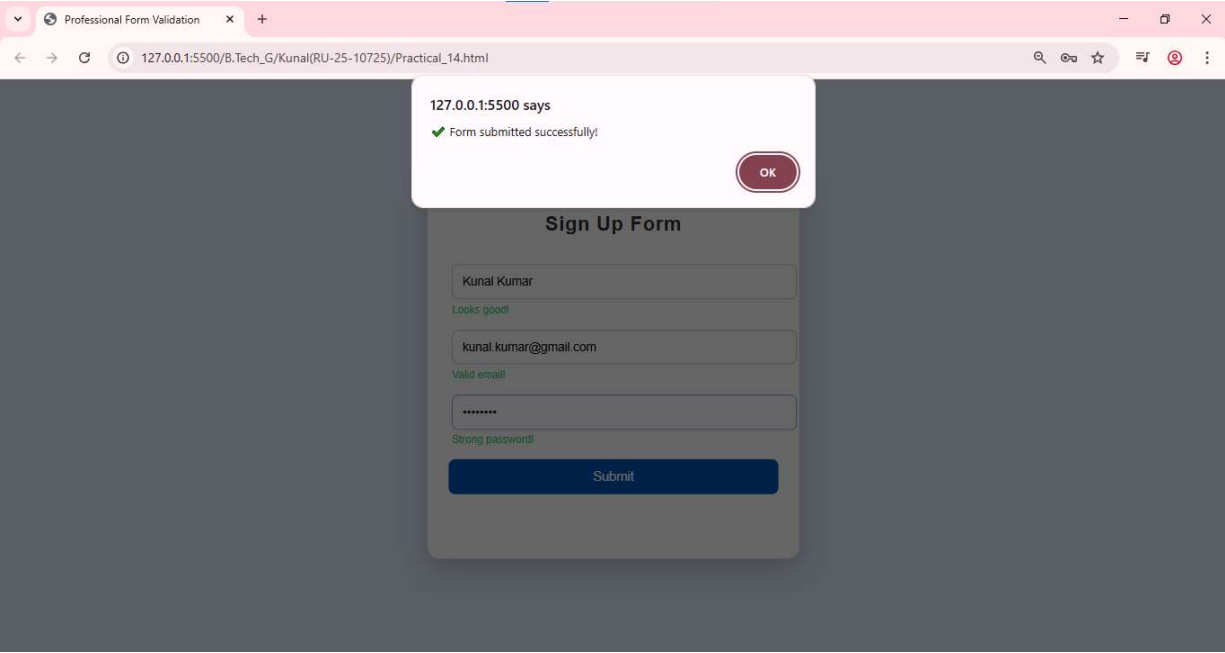 Professional Form Validation
127.0.0.1:5500/B.Tech_G/Kunal(RU-25-10725)/Practical_14.html
127.0.0.1:5500 says
✔ Form submitted successfully!
OK
Sign Up Form
Kunal Kumar
Looks good!
kunal.kumar@gmail.com
Valid email!
••••••••
Strong password!
Submit